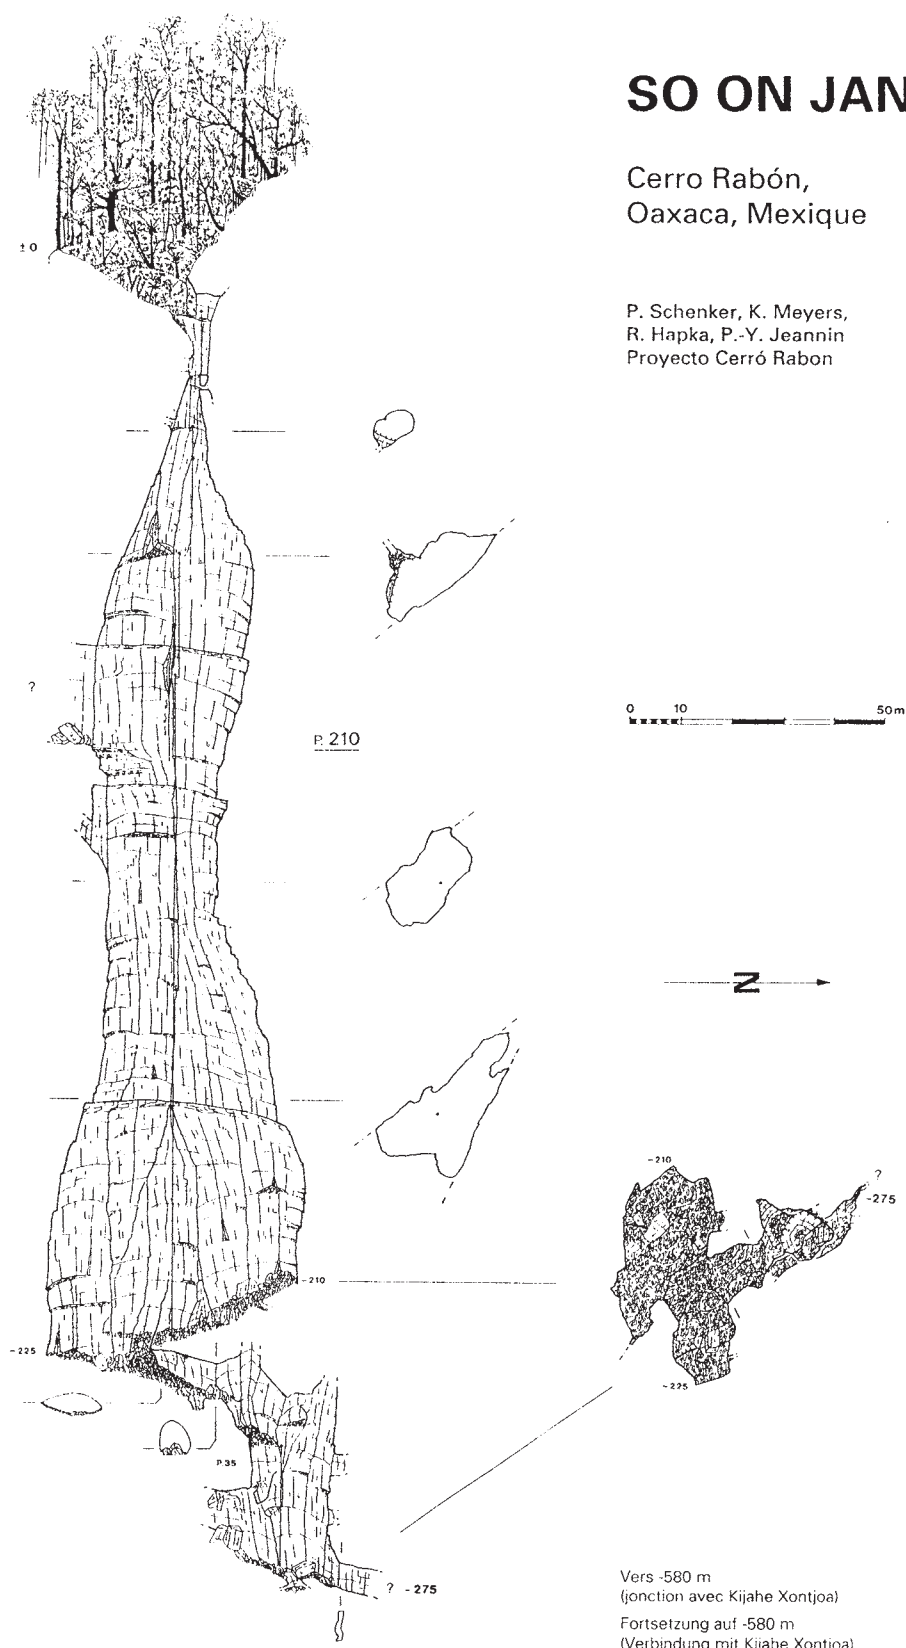 SO ON JAN
Cerro Rabón,
Oaxaca, Mexique
± 0
P. Schenker, K. Meyers,
R. Hapka, P.-Y. Jeannin
Proyecto Cerró Rabon
?
0 10 50m
P. 210
N
-210
?
-275
-210
-225
-225
P.35
? -275
Vers -580 m
(jonction avec Kijahe Xontjoa)
Fortsetzung auf -580 m
(Verbindung mit Kijahe Xontjoa)